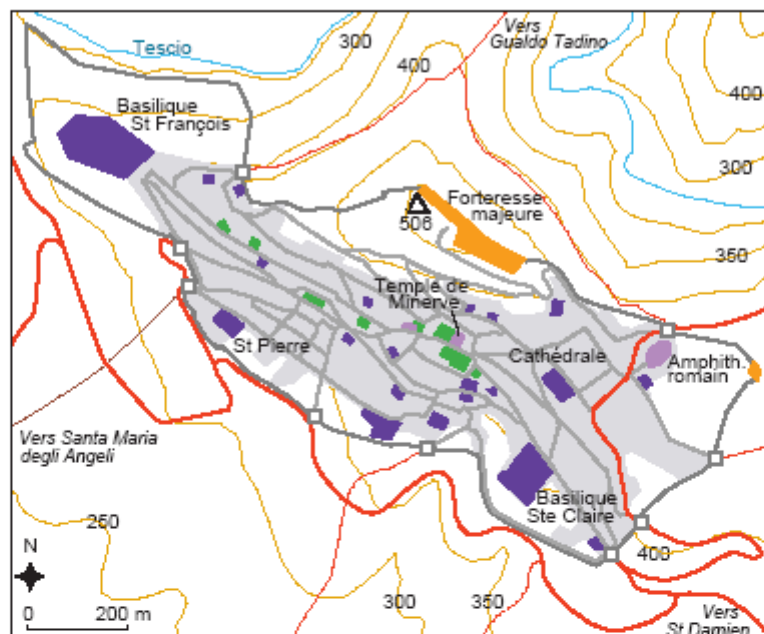 Vers
Gualdo Tadino
Tescio
300
400
350
400
300
350
Basilique
St François
Forteresse
majeure
506
Temple de
Minerve
St Pierre
Cathédrale
Amphith.
romain
Vers Santa Maria
degli Angeli
Basilique
Ste Claire
250
N
0 200 m
300
350
400
Vers
St Damien